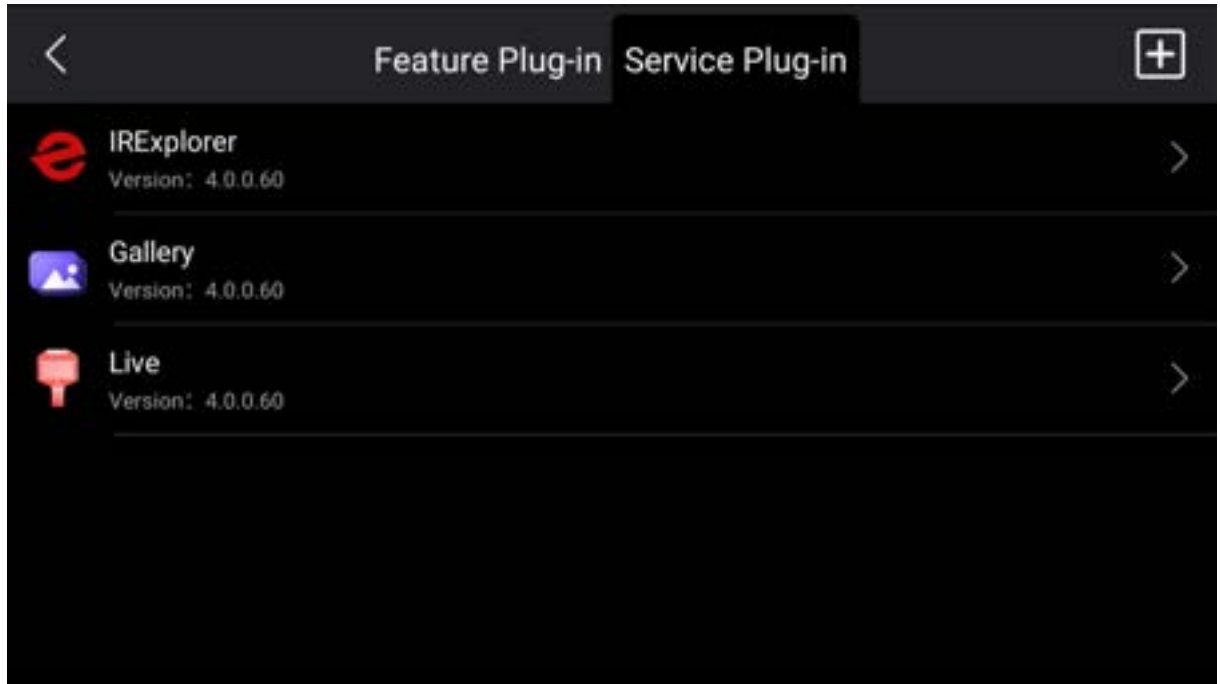 Feature Plug-in Service Plug-in
IRExplorer
Version： 4.0.0.60
Gallery
Version： 4.0.0.60
Live
Version： 4.0.0.60